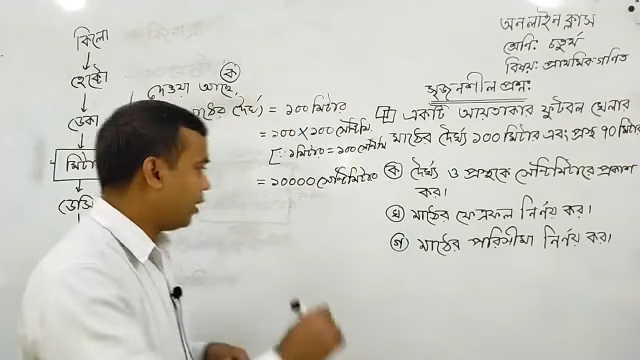 কিলো
হেক্টো
ডেকা
মিটা
ডেসি
ক
দেওয়া আছে,
মাঠের দৈর্ঘ্য = ১০০ মিটার
= ১০০ X ১০০ সেন্টিমি.
[∵ ১মিটার = ১০০ সেন্টিমি
= ১০০০০ সেন্টিমিটার
অনলাইন ক্লাস
শ্রেণি: চতুর্থ
বিষয়: প্রাথমিক গণিত
সৃজনশীল প্রশ্ন:
১ একটি আয়তাকার ফুটবল খেলার
মাঠের দৈর্ঘ্য ১০০ মিটার এবং প্রস্থ ৭০ মিটার
ক দৈর্ঘ্য ও প্রস্থকে সেন্টিমিটারে প্রকাশ
কর।
খ মাঠের ক্ষেত্রফল নির্ণয় কর।
গ মাঠের পরিসীমা নির্ণয় কর।